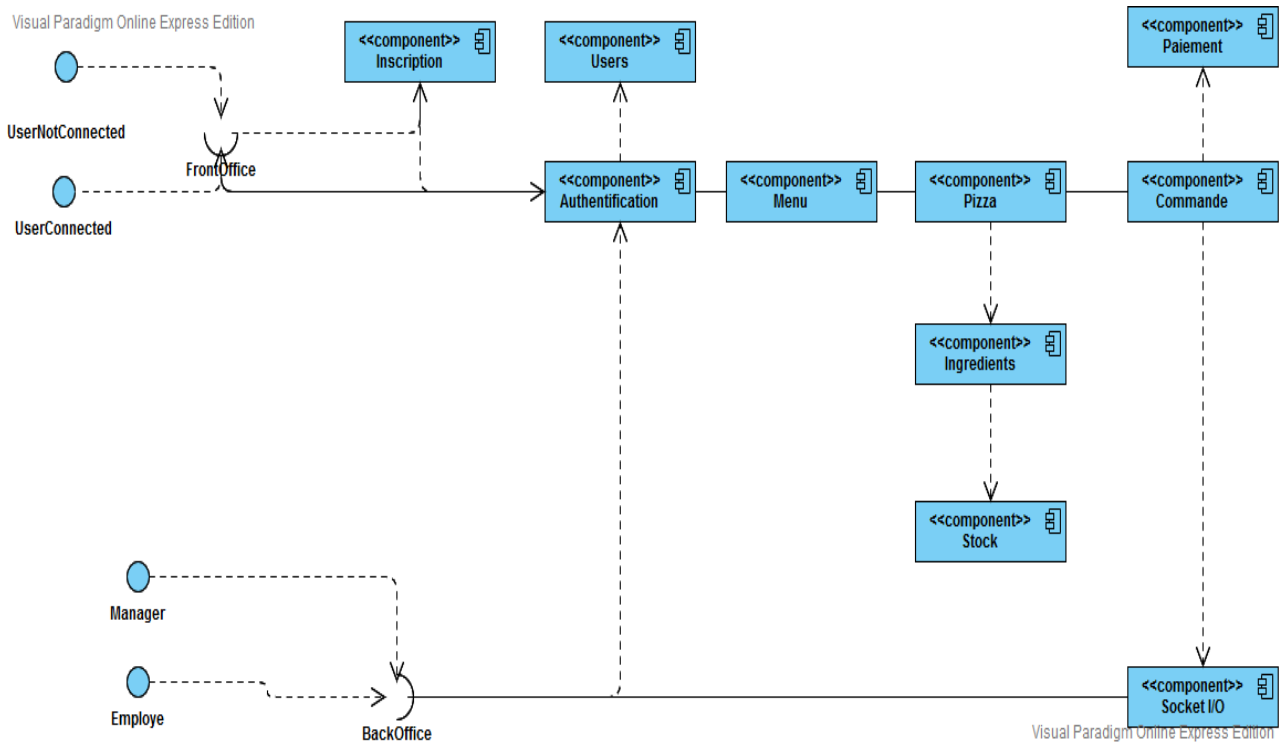 Visual Paradigm Online Express Edition
<<component>>
Inscription
<<component>>
Users
<<component>>
Paiement
UserNotConnected
FrontOffice
UserConnected
<<component>>
Authentification
<<component>>
Menu
<<component>>
Pizza
<<component>>
Commande
<<component>>
Ingredients
<<component>>
Stock
Manager
Employe
BackOffice
<<component>>
Socket I/O
Visual Paradigm Online Express Edition